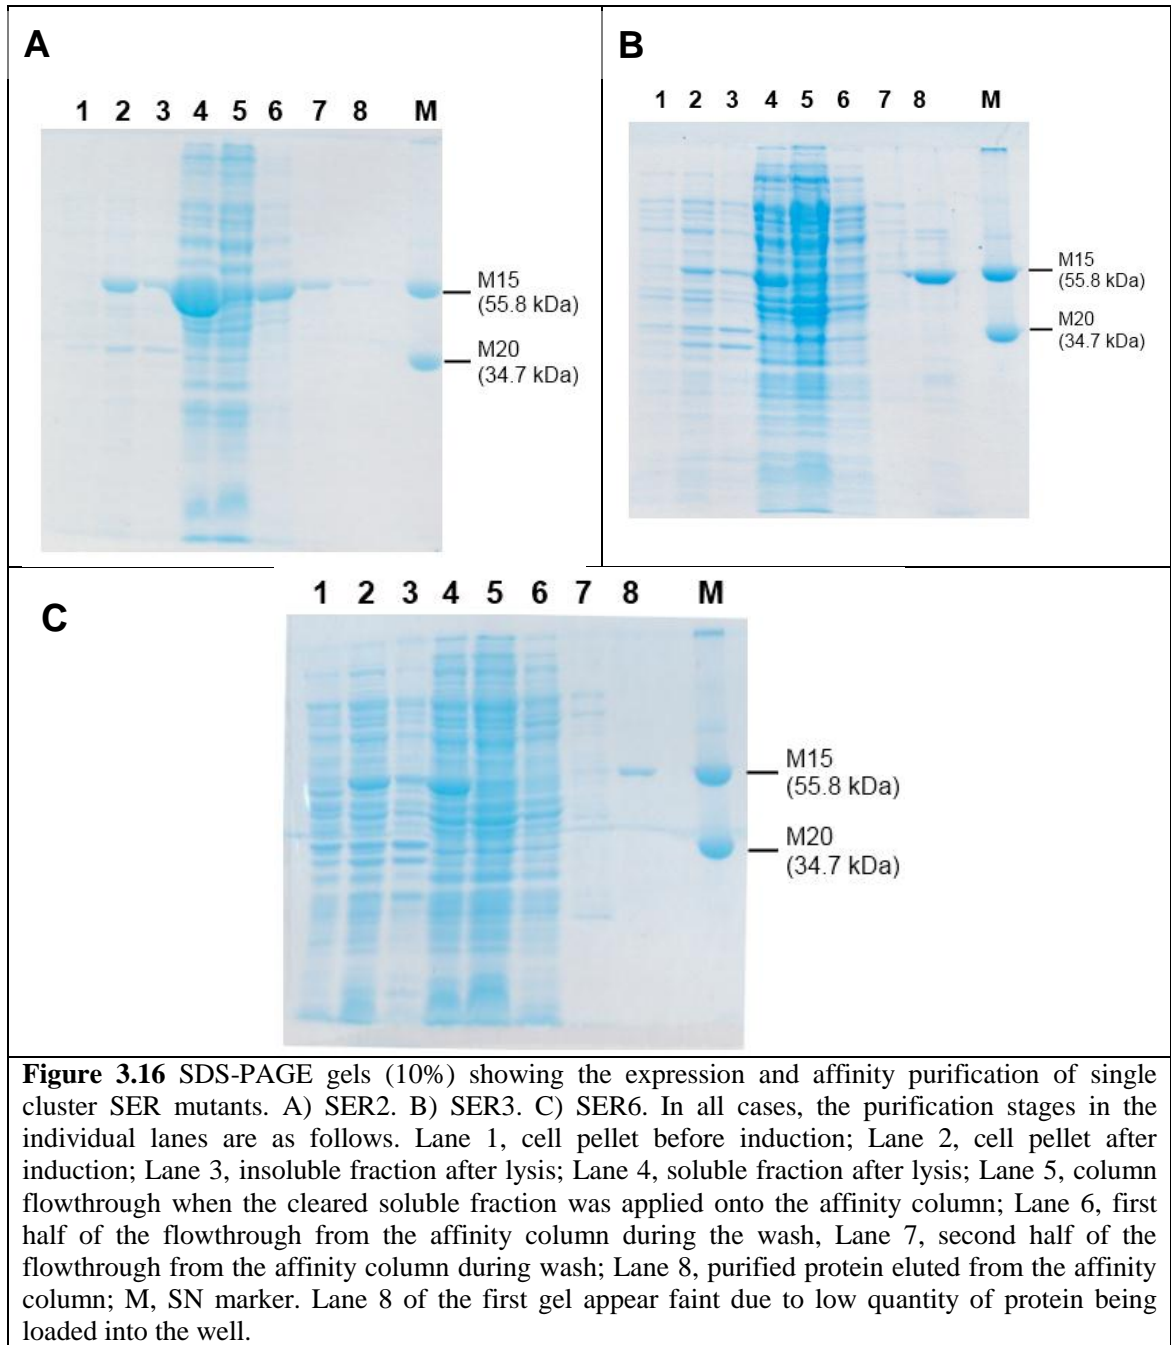 A
1 2 3 4 5 6 7 8 M
M15
(55.8 kDa)
M20
(34.7 kDa)
B
1 2 3 4 5 6 7 8 M
M15
(55.8 kDa)
M20
(34.7 kDa)
C
1 2 3 4 5 6 7 8 M
M15
(55.8 kDa)
M20
(34.7 kDa)
Figure 3.16 SDS-PAGE gels (10%) showing the expression and affinity purification of single
cluster SER mutants. A) SER2. B) SER3. C) SER6. In all cases, the purification stages in the
individual lanes are as follows. Lane 1, cell pellet before induction; Lane 2, cell pellet after
induction; Lane 3, insoluble fraction after lysis; Lane 4, soluble fraction after lysis; Lane 5, column
flowthrough when the cleared soluble fraction was applied onto the affinity column; Lane 6, first
half of the flowthrough from the affinity column during the wash, Lane 7, second half of the
flowthrough from the affinity column during wash; Lane 8, purified protein eluted from the affinity
column; M, SN marker. Lane 8 of the first gel appear faint due to low quantity of protein being
loaded into the well.